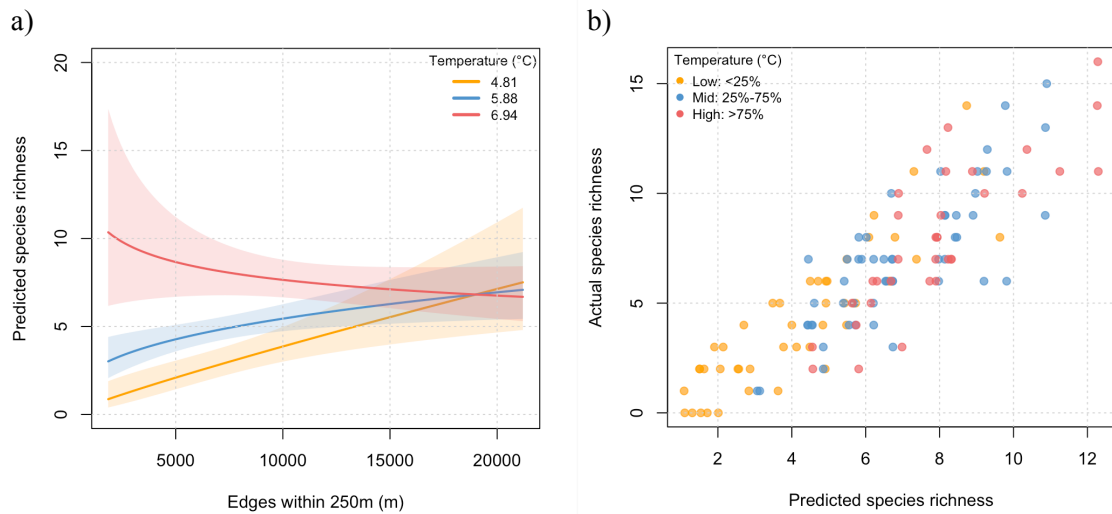 a)
Temperature (°C)
4.81
5.88
6.94
20
15
10
5
0
Predicted species richness
5000 10000 15000 20000
Edges within 250m (m)
b)
Temperature (°C)
Low: <25%
Mid: 25%-75%
High: >75%
15
10
5
0
Actual species richness
2 4 6 8 10 12
Predicted species richness